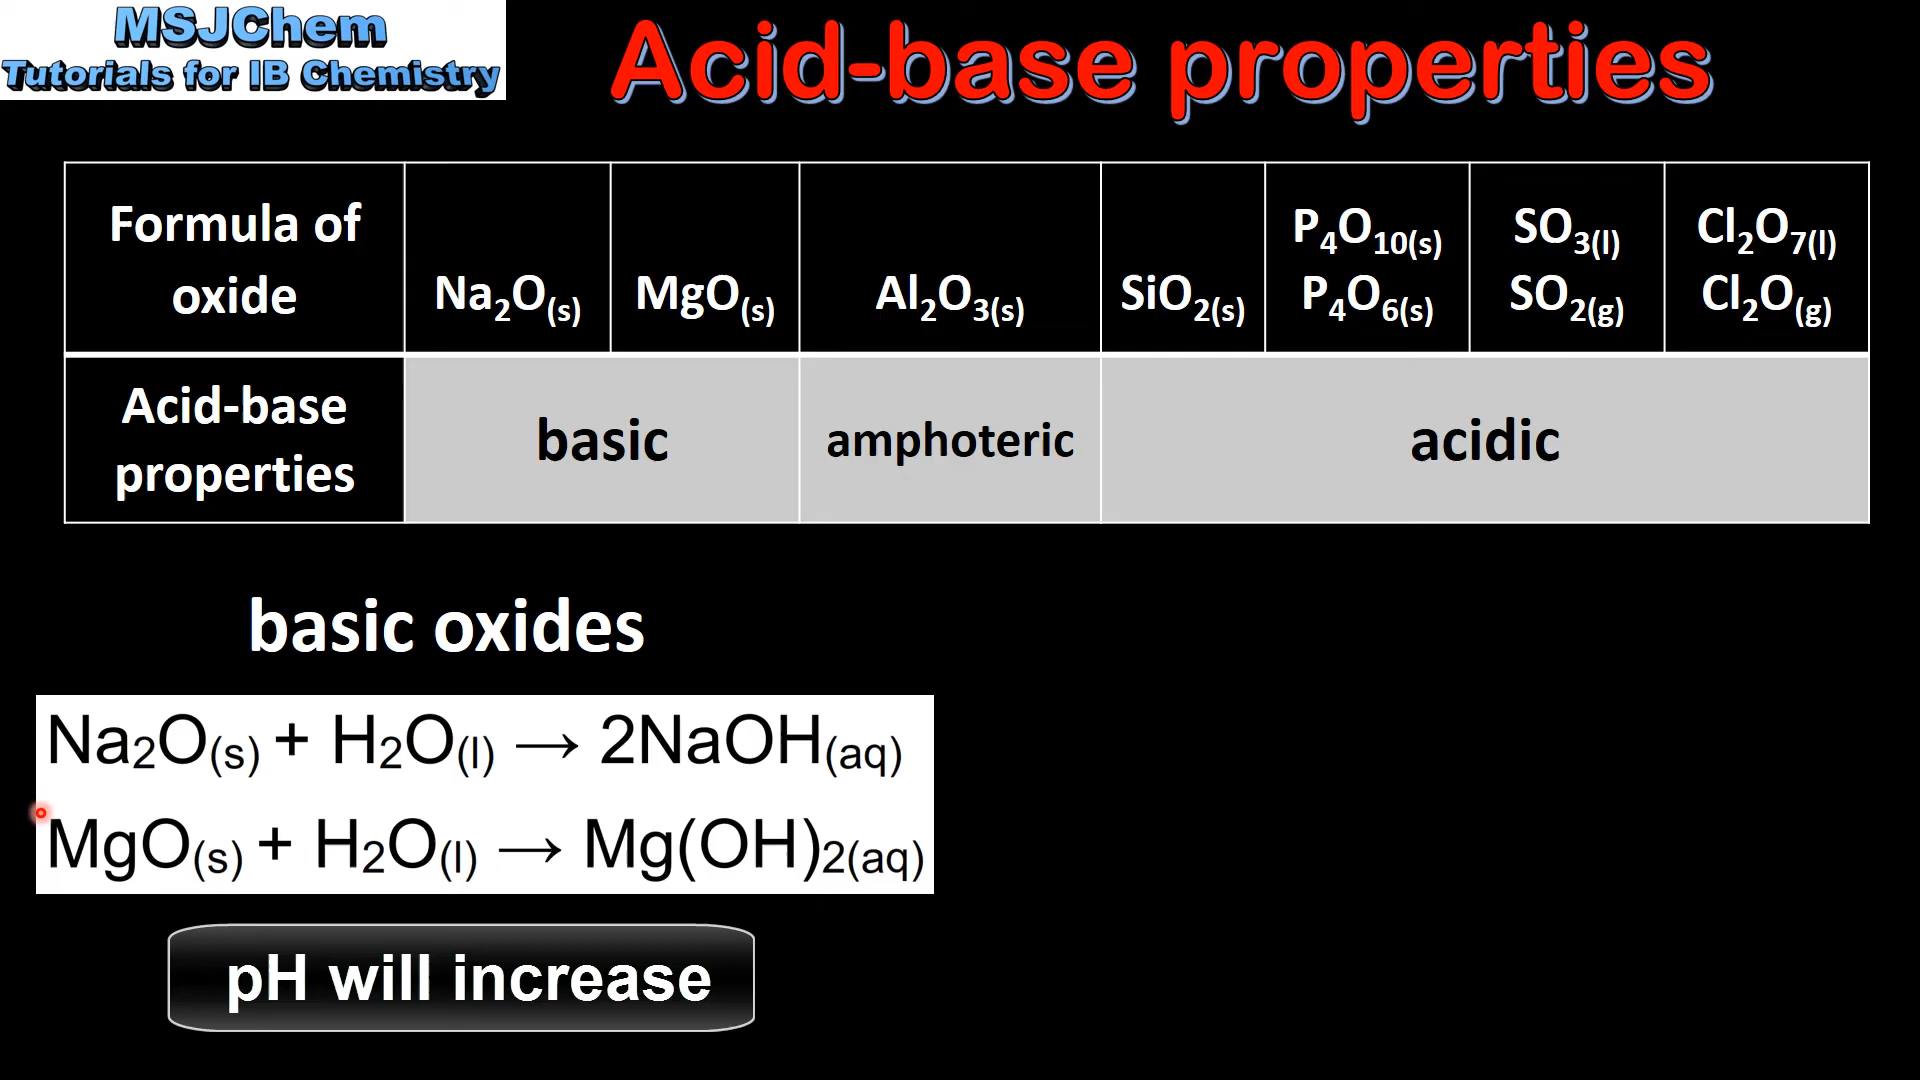 MSJChem
Tutorials for IB Chemistry
Acid-base properties
Formula of oxide
Na₂O(s)
MgO(s)
Al₂O₃(s)
SiO₂(s)
P₄O₁₀(s)
P₄O₆(s)
SO₃(l)
SO₂(g)
Cl₂O₇(l)
Cl₂O(g)
Acid-base properties
basic
amphoteric
acidic
basic oxides
Na₂O(s) + H₂O(l) → 2NaOH(aq)
MgO(s) + H₂O(l) → Mg(OH)₂(aq)
pH will increase